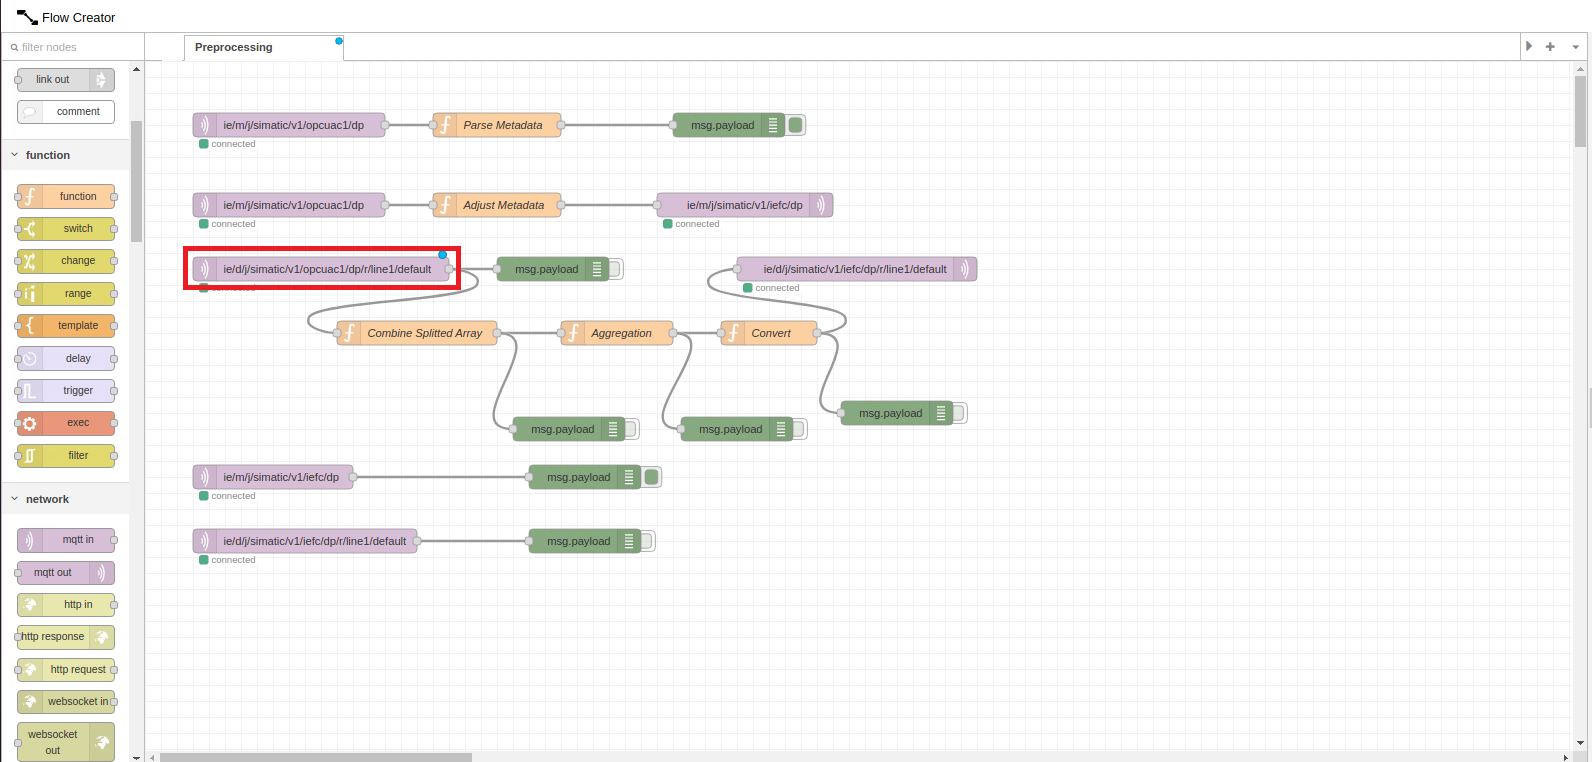 Flow Creator
filter nodes
Preprocessing
link out
comment
function
function
switch
change
range
template
delay
trigger
exec
filter
network
mqtt in
mqtt out
http in
http response
http request
websocket in
websocket
out
ie/m/j/simatic/v1/opcuac1/dp
connected
Parse Metadata
msg.payload
ie/m/j/simatic/v1/opcuac1/dp
connected
Adjust Metadata
ie/m/j/simatic/v1/iefc/dp
connected
ie/d/j/simatic/v1/opcuac1/dp/r/line1/default
msg.payload
ie/d/j/simatic/v1/iefc/dp/r/line1/default
connected
Combine Splitted Array
Aggregation
Convert
msg.payload
msg.payload
msg.payload
ie/m/j/simatic/v1/iefc/dp
connected
msg.payload
ie/d/j/simatic/v1/iefc/dp/r/line1/default
connected
msg.payload